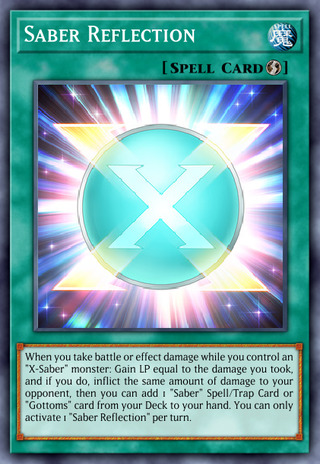 Saber Reflection
[Spell Card]
X
When you take battle or effect damage while you control an
"X-Saber" monster: Gain LP equal to the damage you took,
and if you do, inflict the same amount of damage to your
opponent, then you can add 1 "Saber" Spell/Trap Card or
"Gottoms" card from your Deck to your hand. You can only
activate 1 "Saber Reflection" per turn.